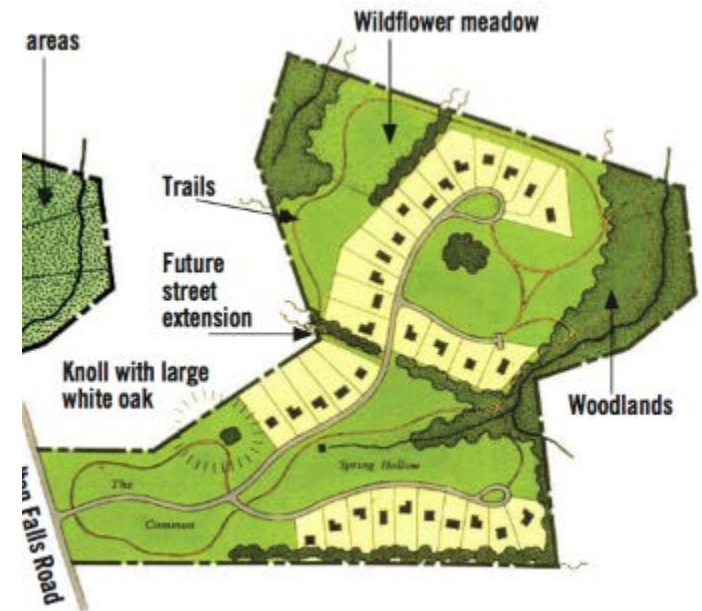 areas
Wildflower meadow
Trails
Future
street
extension
Knoll with large
white oak
Woodlands
Spring Hollow
The
Common
Falls Road